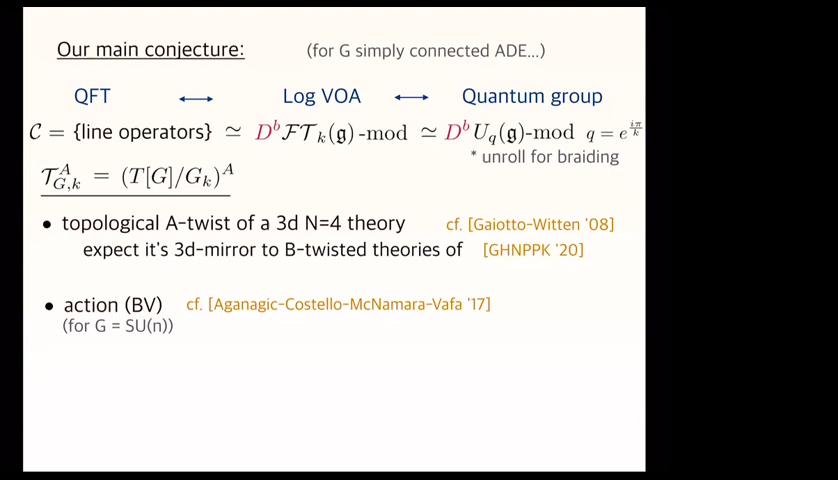 Our main conjecture: (for G simply connected ADE...)
QFT ⟷ Log VOA ⟷ Quantum group
𝒞 = {line operators} ≃ D^b ℱ𝒯_k(𝔤)-mod ≃ D^b U_q(𝔤)-mod q = e^{iπ/k}
* unroll for braiding
𝒯^A_{G,k} = (T[G]/G_k)^A
• topological A-twist of a 3d N=4 theory cf. [Gaiotto-Witten '08]
expect it's 3d-mirror to B-twisted theories of [GHNPPK '20]
• action (BV) cf. [Aganagic-Costello-McNamara-Vafa '17]
(for G = SU(n))